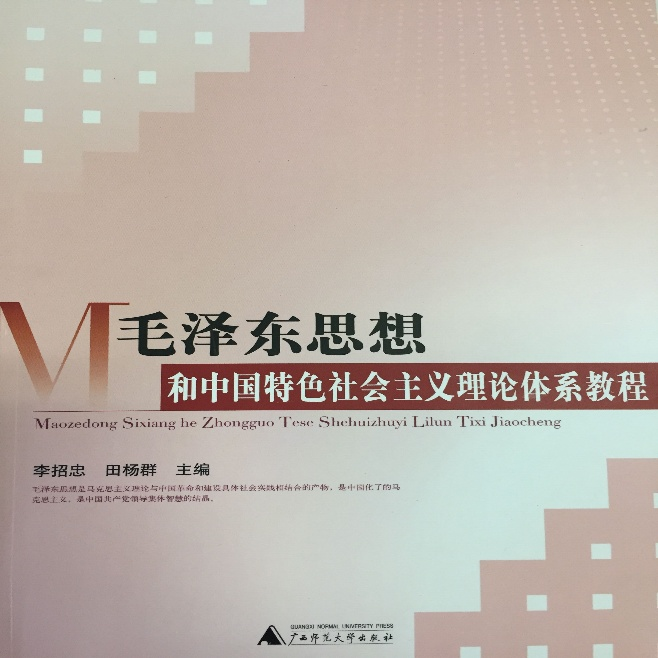 毛泽东思想
和中国特色社会主义理论体系教程
Maozedong Sixiang he Zhongguo Tese Shehuizhuyi Lilun Tixi Jiaocheng
李招忠 田杨群 主编
毛泽东思想是马克思主义理论与中国革命和建设具体社会实践相结合的产物，是中国化了的马
克思主义，是中国共产党领导集体智慧的结晶。
GUANGXI NORMAL UNIVERSITY PRESS
广西师范大学出版社